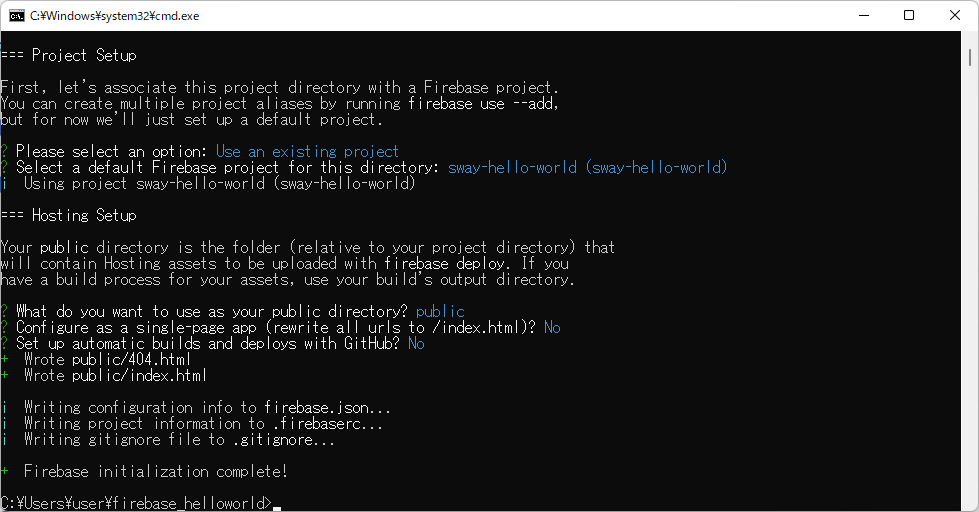 C:¥Windows¥system32¥cmd.exe
=== Project Setup
First, let's associate this project directory with a Firebase project.
You can create multiple project aliases by running firebase use --add,
but for now we'll just set up a default project.
? Please select an option: Use an existing project
? Select a default Firebase project for this directory: sway-hello-world (sway-hello-world)
i  Using project sway-hello-world (sway-hello-world)
=== Hosting Setup
Your public directory is the folder (relative to your project directory) that
will contain Hosting assets to be uploaded with firebase deploy. If you
have a build process for your assets, use your build's output directory.
? What do you want to use as your public directory? public
? Configure as a single-page app (rewrite all urls to /index.html)? No
? Set up automatic builds and deploys with GitHub? No
+  Wrote public/404.html
+  Wrote public/index.html
i  Writing configuration info to firebase.json...
i  Writing project information to .firebaserc...
i  Writing gitignore file to .gitignore...
+  Firebase initialization complete!
C:¥Users¥user¥firebase_helloworld>